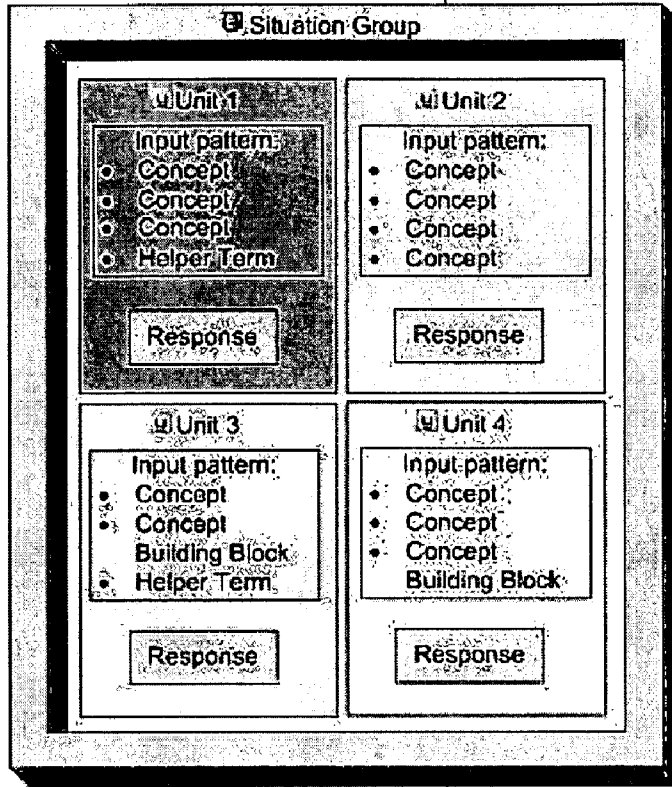 Situation Group
Unit 1
Input pattern:
• Concept
• Concept
• Concept
• Helper Term
Response
Unit 2
Input pattern:
• Concept
• Concept
• Concept
• Concept
Response
Unit 3
Input pattern:
• Concept
• Concept
Building Block
• Helper Term
Response
Unit 4
Input pattern:
• Concept
• Concept
• Concept
Building Block
Response